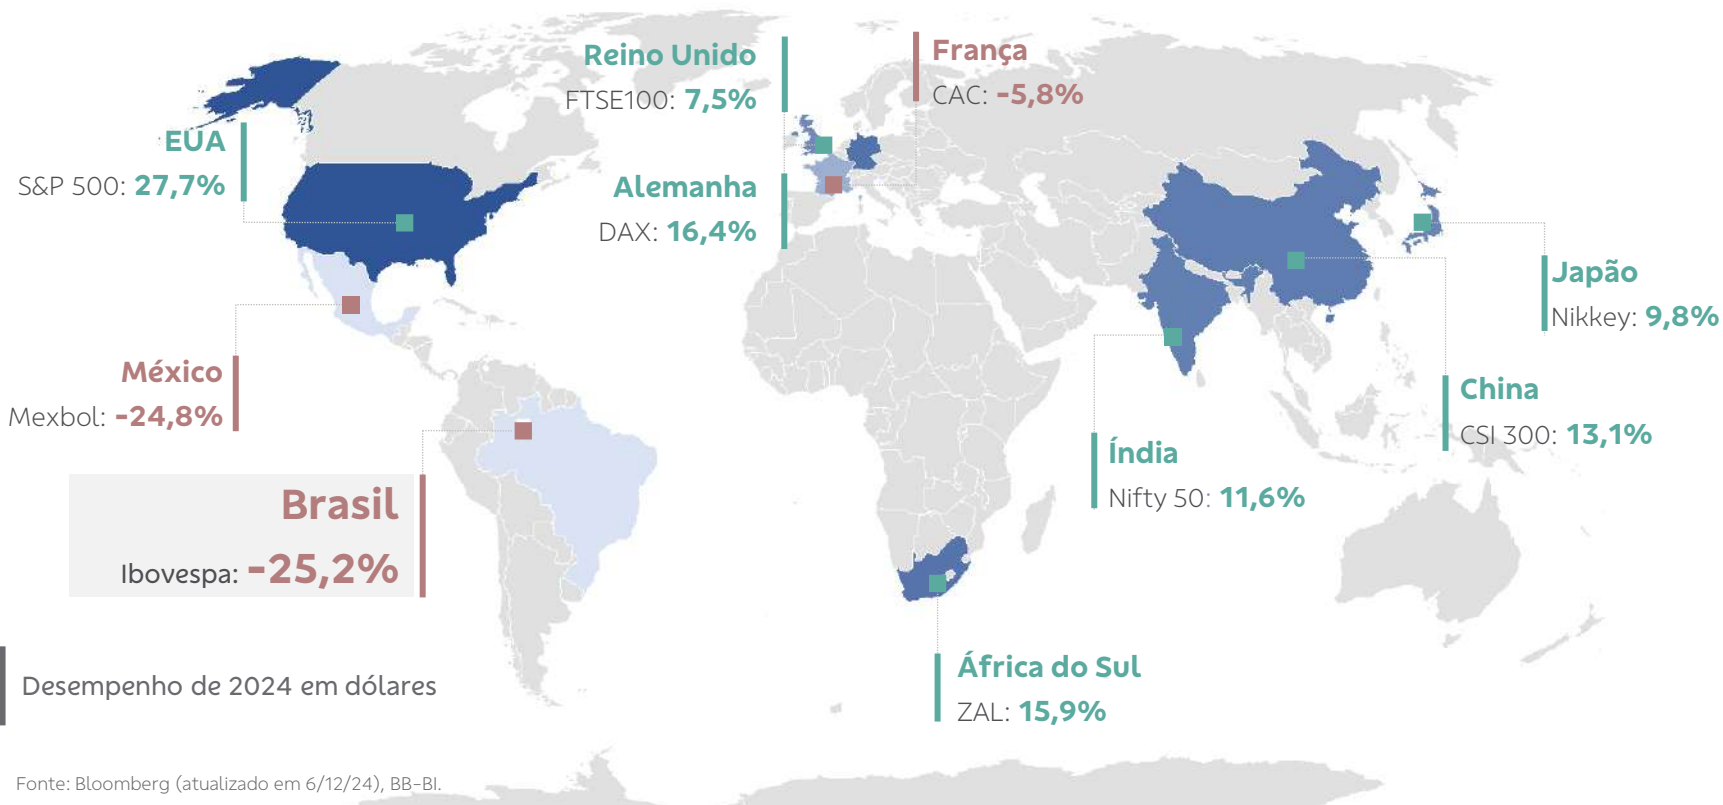 Reino Unido
FTSE100: 7,5%
França
CAC: -5,8%
EUA
S&P 500: 27,7%
Alemanha
DAX: 16,4%
Japão
Nikkey: 9,8%
México
Mexbol: -24,8%
China
CSI 300: 13,1%
Índia
Nifty 50: 11,6%
Brasil
Ibovespa: -25,2%
África do Sul
ZAL: 15,9%
Desempenho de 2024 em dólares
Fonte: Bloomberg (atualizado em 6/12/24), BB-BI.